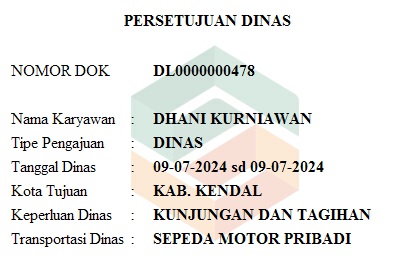 PERSETUJUAN DINAS
NOMOR DOK DL0000000478
Nama Karyawan : DHANI KURNIAWAN
Tipe Pengajuan : DINAS
Tanggal Dinas : 09-07-2024 sd 09-07-2024
Kota Tujuan : KAB. KENDAL
Keperluan Dinas : KUNJUNGAN DAN TAGIHAN
Transportasi Dinas : SEPEDA MOTOR PRIBADI